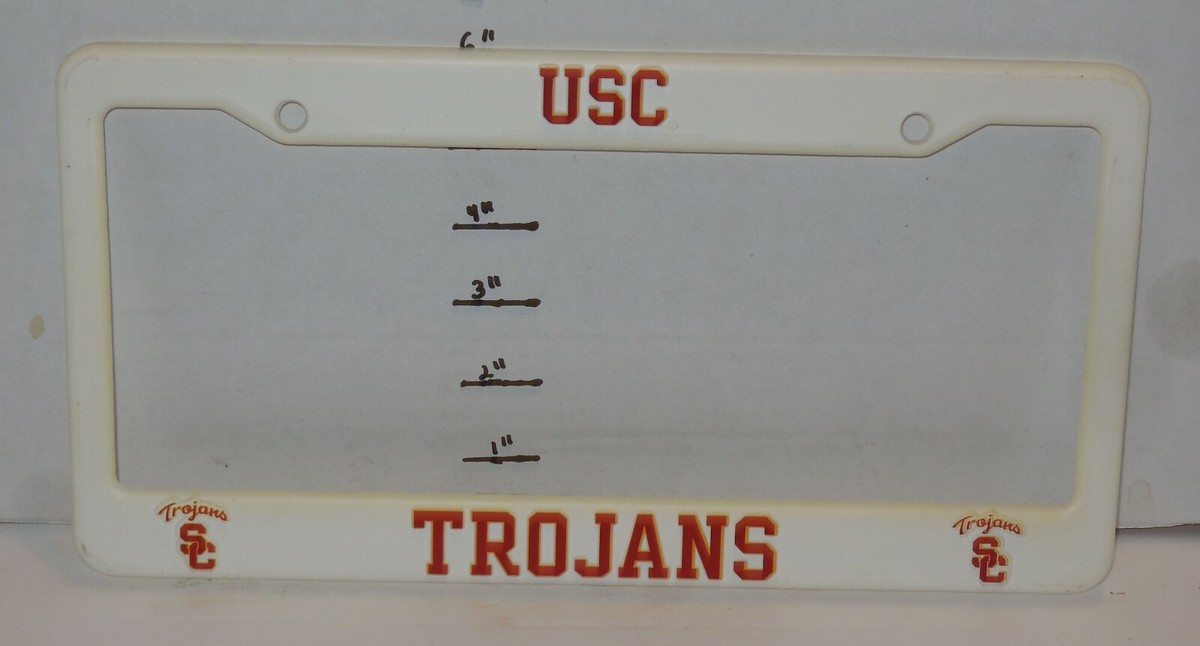 6"
USC
4"
3"
2"
1"
Trojans
SC
TROJANS
Trojans
SC